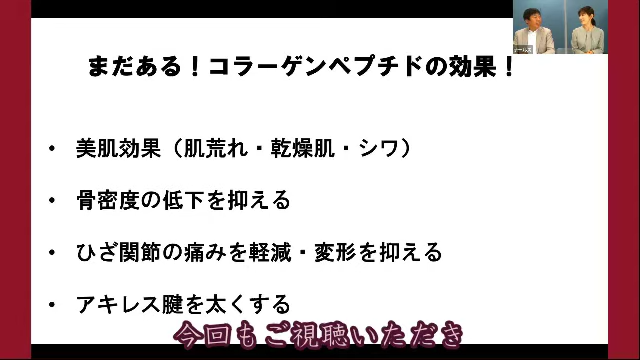 まだある！コラーゲンペプチドの効果！
• 美肌効果（肌荒れ・乾燥肌・シワ）
• 骨密度の低下を抑える
• ひざ関節の痛みを軽減・変形を抑える
• アキレス腱を太くする
今回もご視聴いただき